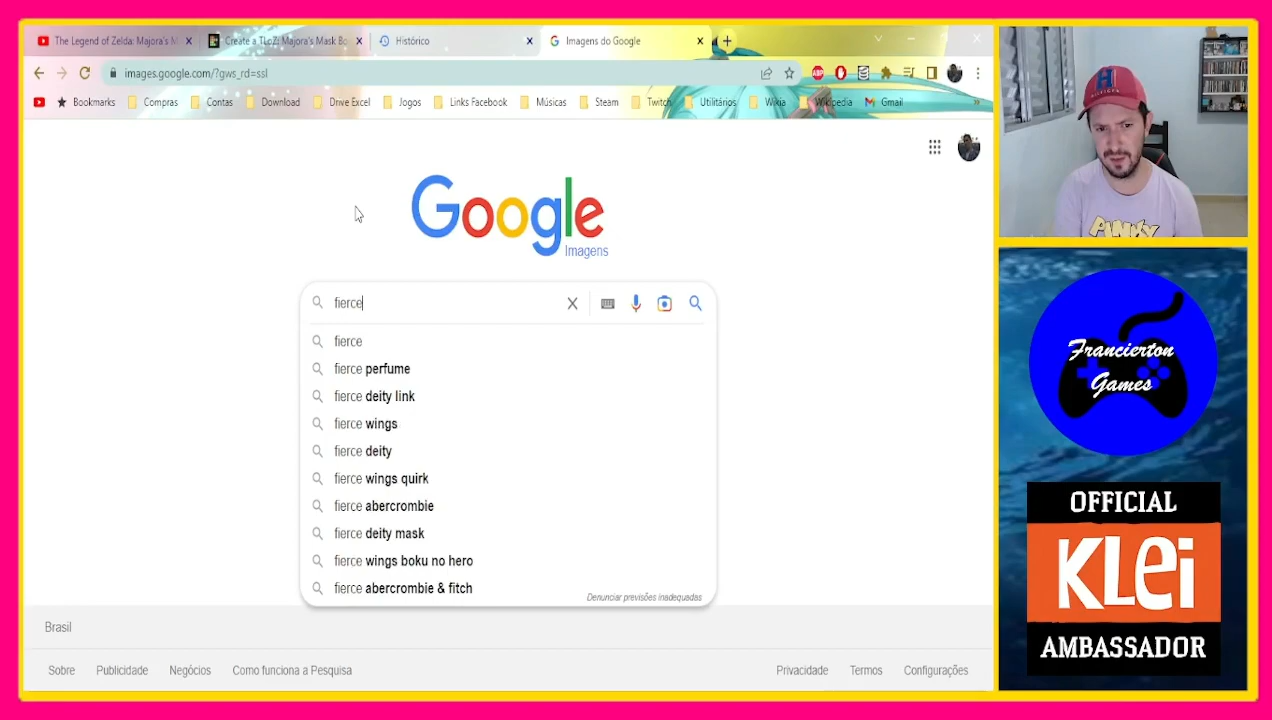 The Legend of Zelda: Majora's M
Create a TLoZ: Majora's Mask Bo
Histórico
Imagens do Google
images.google.com/?gws_rd=ssl
ABP
Bookmarks
Compras
Contas
Download
Drive Excel
Jogos
Links Facebook
Músicas
Steam
Twitch
Utilitários
Wikia
Wikipedia
Gmail
Google
Imagens
fierce
fierce
fierce perfume
fierce deity link
fierce wings
fierce deity
fierce wings quirk
fierce abercrombie
fierce deity mask
fierce wings boku no hero
fierce abercrombie & fitch
Denunciar previsões inadequadas
Brasil
Sobre
Publicidade
Negócios
Como funciona a Pesquisa
Privacidade
Termos
Configurações
H
PINKY
Francierton
Games
OFFICIAL
KLei
AMBASSADOR